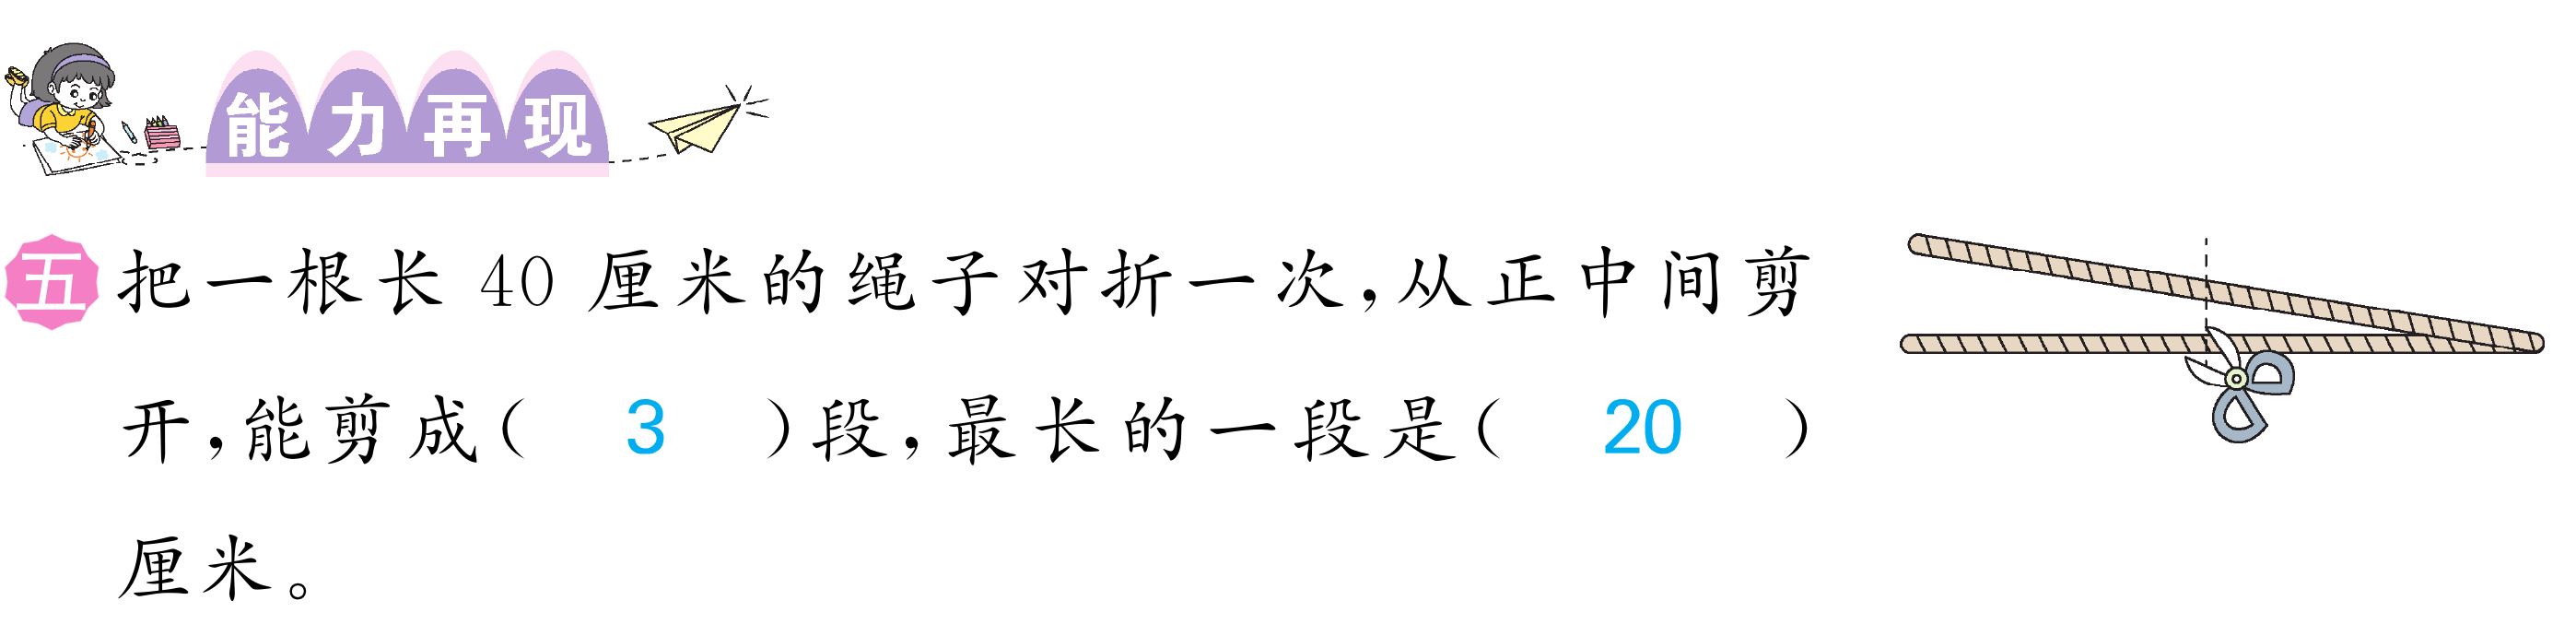 能力再现
五 把一根长 40 厘米的绳子对折一次,从正中间剪
开,能剪成( 3 )段,最长的一段是( 20 )
厘米。